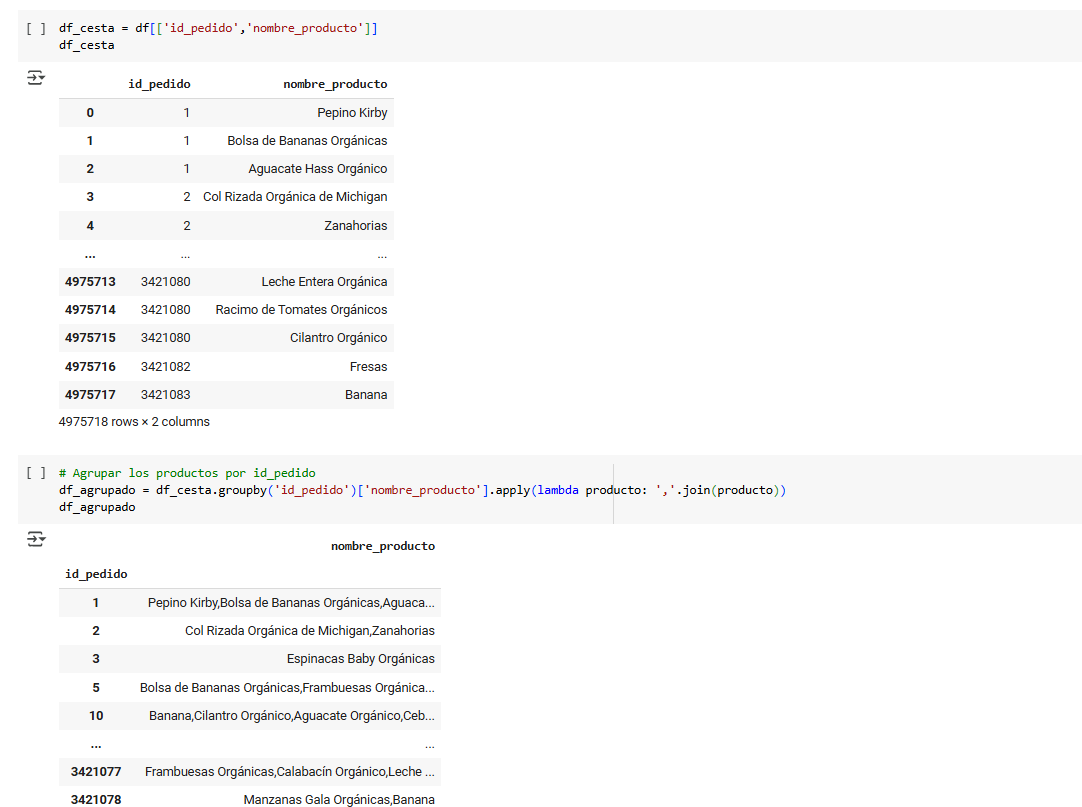 [ ] df_cesta = df[['id_pedido','nombre_producto']]
df_cesta
id_pedido nombre_producto
0 1 Pepino Kirby
1 1 Bolsa de Bananas Orgánicas
2 1 Aguacate Hass Orgánico
3 2 Col Rizada Orgánica de Michigan
4 2 Zanahorias
... ... ...
4975713 3421080 Leche Entera Orgánica
4975714 3421080 Racimo de Tomates Orgánicos
4975715 3421080 Cilantro Orgánico
4975716 3421082 Fresas
4975717 3421083 Banana
4975718 rows × 2 columns
[ ] # Agrupar los productos por id_pedido
df_agrupado = df_cesta.groupby('id_pedido')['nombre_producto'].apply(lambda producto: ','.join(producto))
df_agrupado
nombre_producto
id_pedido
1 Pepino Kirby,Bolsa de Bananas Orgánicas,Aguaca...
2 Col Rizada Orgánica de Michigan,Zanahorias
3 Espinacas Baby Orgánicas
5 Bolsa de Bananas Orgánicas,Frambuesas Orgánica...
10 Banana,Cilantro Orgánico,Aguacate Orgánico,Ceb...
... ...
3421077 Frambuesas Orgánicas,Calabacín Orgánico,Leche ...
3421078 Manzanas Gala Orgánicas,Banana